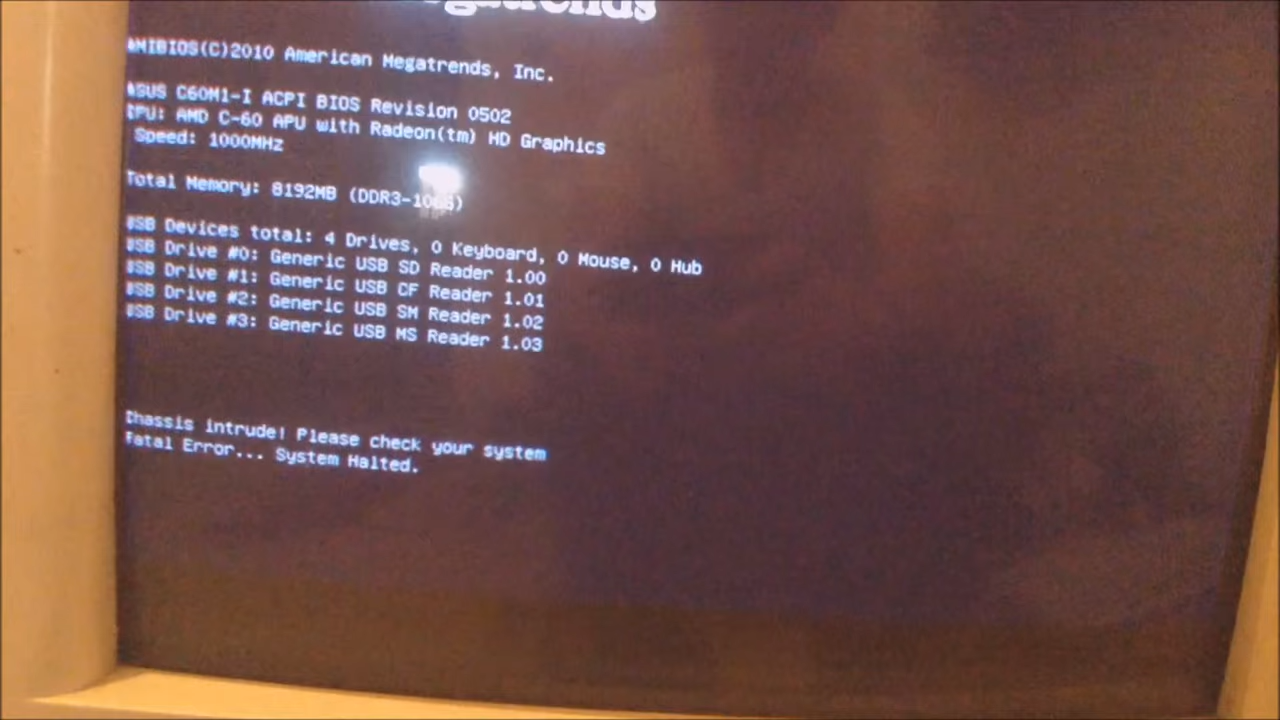 AMIBIOS(C)2010 American Megatrends, Inc.
ASUS C60M1-I ACPI BIOS Revision 0502
CPU: AMD C-60 APU with Radeon(tm) HD Graphics
Speed: 1000MHz
Total Memory: 8192MB (DDR3-1066)
USB Devices total: 4 Drives, 0 Keyboard, 0 Mouse, 0 Hub
USB Drive #0: Generic USB SD Reader 1.00
USB Drive #1: Generic USB CF Reader 1.01
USB Drive #2: Generic USB SM Reader 1.02
USB Drive #3: Generic USB MS Reader 1.03
Chassis intrude! Please check your system
Fatal Error... System Halted.